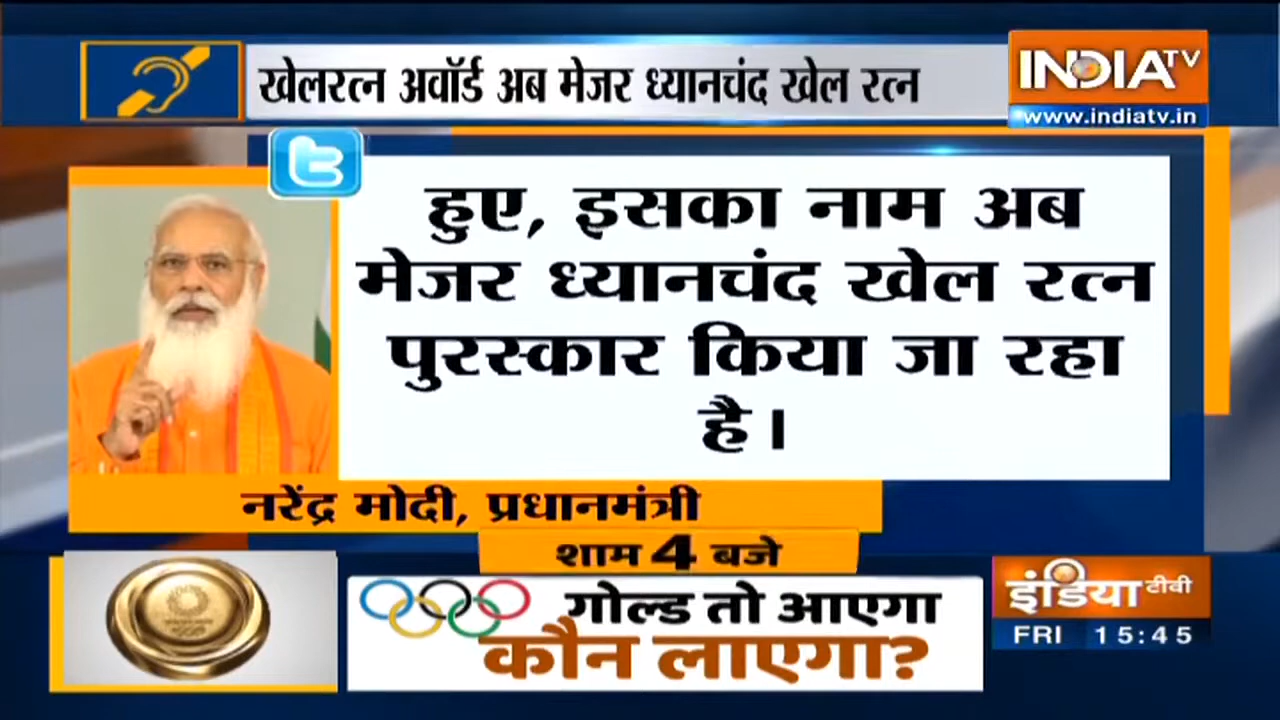 खेलरत्न अवॉर्ड अब मेजर ध्यानचंद खेल रत्न
INDIA TV
www.indiatv.in
हुए, इसका नाम अब
मेजर ध्यानचंद खेल रत्न
पुरस्कार किया जा रहा
है।
नरेंद्र मोदी, प्रधानमंत्री
शाम 4 बजे
गोल्ड तो आएगा
कौन लाएगा?
इंडिया टीवी
FRI 15:45